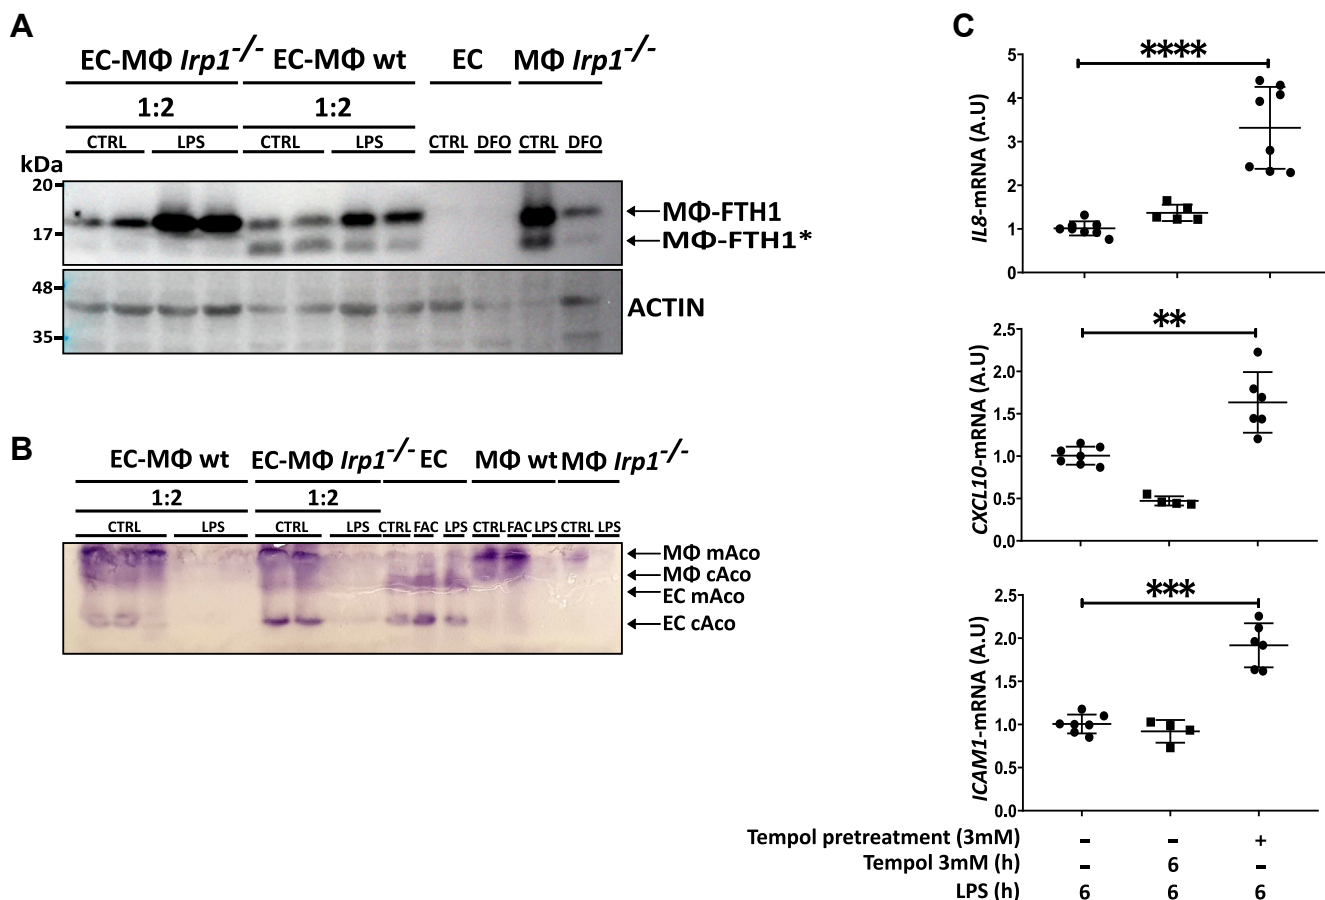 A
EC-MΦ Irp1-/- EC-MΦ wt EC MΦ Irp1-/-
1:2 1:2
CTRL LPS CTRL LPS CTRL DFO CTRL DFO
kDa
20
17
MΦ-FTH1
MΦ-FTH1*
48
35
ACTIN
B
EC-MΦ wt EC-MΦ Irp1-/- EC MΦ wt MΦ Irp1-/-
1:2 1:2
CTRL LPS CTRL LPS CTRL FAC LPS CTRL FAC LPS CTRL LPS
MΦ mAco
MΦ cAco
EC mAco
EC cAco
C
****
IL8-mRNA (A.U)
5
4
3
2
1
0
**
CXCL10-mRNA (A.U)
2.5
2.0
1.5
1.0
0.5
0.0
***
ICAM1-mRNA (A.U)
2.5
2.0
1.5
1.0
0.5
0.0
Tempol pretreatment (3mM) - - +
Tempol 3mM (h) - 6 -
LPS (h) 6 6 6